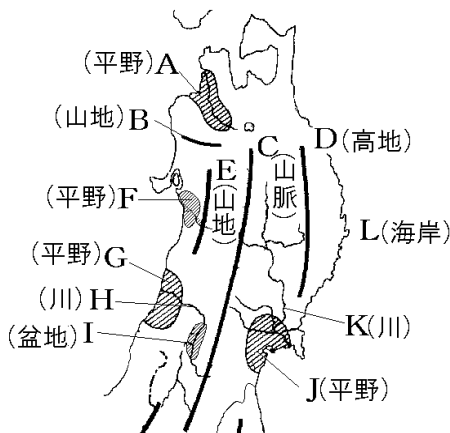 (平野)A
(山地)B
C(山脈)
D(高地)
E(山地)
(平野)F
L(海岸)
(平野)G
(川)H
K(川)
(盆地)I
J(平野)